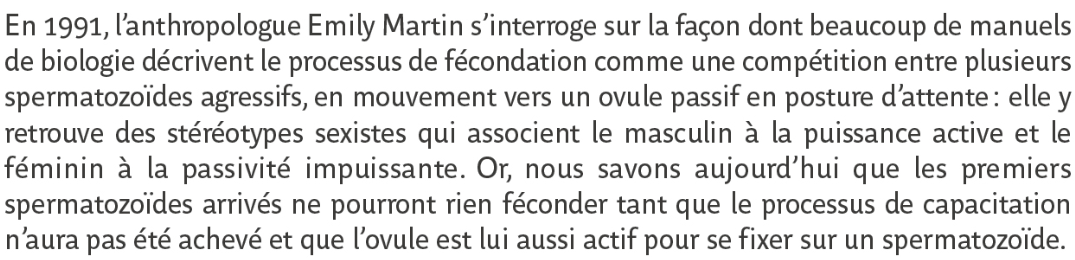 En 1991, l’anthropologue Emily Martin s’interroge sur la façon dont beaucoup de manuels
de biologie décrivent le processus de fécondation comme une compétition entre plusieurs
spermatozoïdes agressifs, en mouvement vers un ovule passif en posture d’attente : elle y
retrouve des stéréotypes sexistes qui associent le masculin à la puissance active et le
féminin à la passivité impuissante. Or, nous savons aujourd’hui que les premiers
spermatozoïdes arrivés ne pourront rien féconder tant que le processus de capacitation
n’aura pas été achevé et que l’ovule est lui aussi actif pour se fixer sur un spermatozoïde.